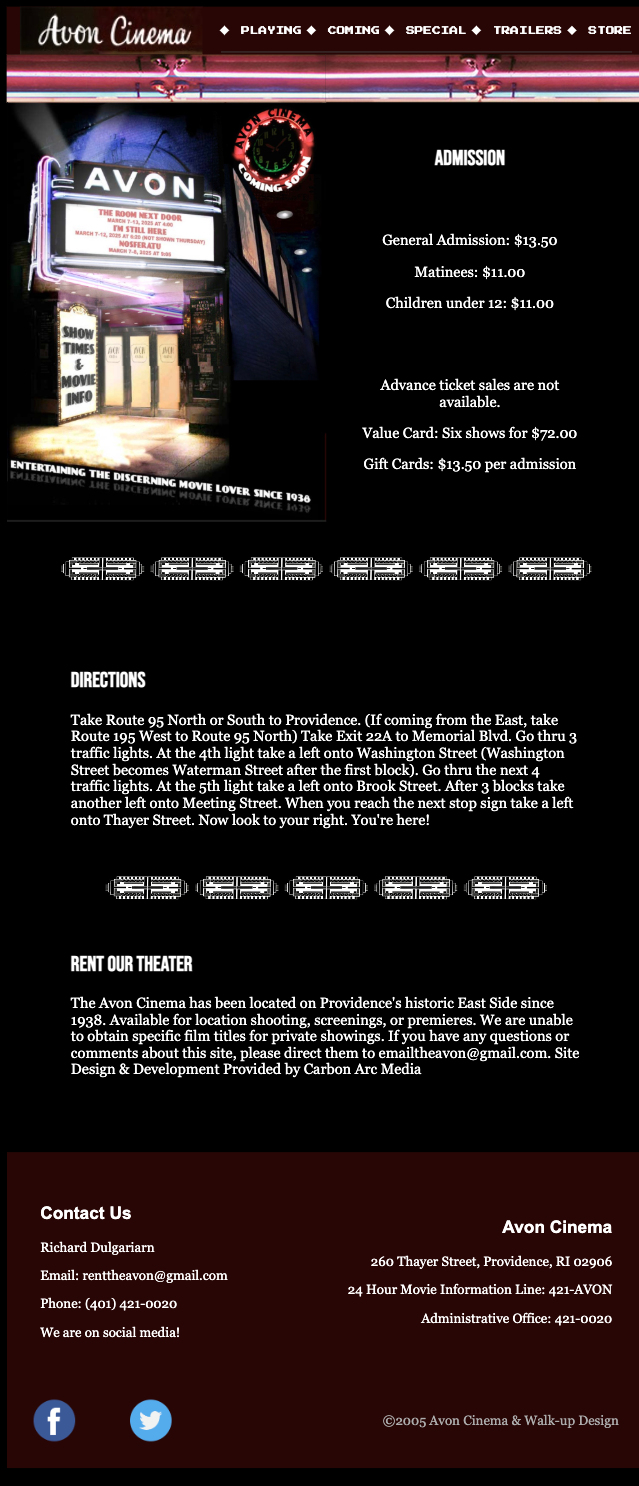 Avon Cinema
◆ PLAYING ◆ COMING ◆ SPECIAL ◆ TRAILERS ◆ STORE
AVON CINEMA
COMING SOON
AVON
THE ROOM NEXT DOOR
MARCH 7-13, 2025 AT 4:00
I'M STILL HERE
MARCH 7-13, 2025 AT 6:20 (NOT SHOWN THURSDAY)
NOSFERATU
SHOW
TIMES
&
MOVIE
INFO
ENTERTAINING THE DISCERNING MOVIE LOVER SINCE 1938
ADMISSION
General Admission: $13.50
Matinees: $11.00
Children under 12: $11.00
Advance ticket sales are not
available.
Value Card: Six shows for $72.00
Gift Cards: $13.50 per admission
DIRECTIONS
Take Route 95 North or South to Providence. (If coming from the East, take
Route 195 West to Route 95 North) Take Exit 22A to Memorial Blvd. Go thru 3
traffic lights. At the 4th light take a left onto Washington Street (Washington
Street becomes Waterman Street after the first block). Go thru the next 4
traffic lights. At the 5th light take a left onto Brook Street. After 3 blocks take
another left onto Meeting Street. When you reach the next stop sign take a left
onto Thayer Street. Now look to your right. You're here!
RENT OUR THEATER
The Avon Cinema has been located on Providence's historic East Side since
1938. Available for location shooting, screenings, or premieres. We are unable
to obtain specific film titles for private showings. If you have any questions or
comments about this site, please direct them to emailtheavon@gmail.com. Site
Design & Development Provided by Carbon Arc Media
Contact Us
Richard Dulgariarn
Email: renttheavon@gmail.com
Phone: (401) 421-0020
We are on social media!
Avon Cinema
260 Thayer Street, Providence, RI 02906
24 Hour Movie Information Line: 421-AVON
Administrative Office: 421-0020
©2005 Avon Cinema & Walk-up Design